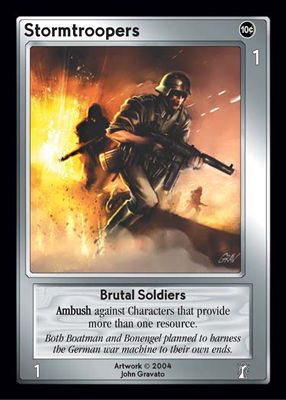 Stormtroopers
10¢
1
Brutal Soldiers
Ambush against Characters that provide
more than one resource.
Both Boatman and Bonengel planned to harness
the German war machine to their own ends.
1
Artwork © 2004
John Gravato